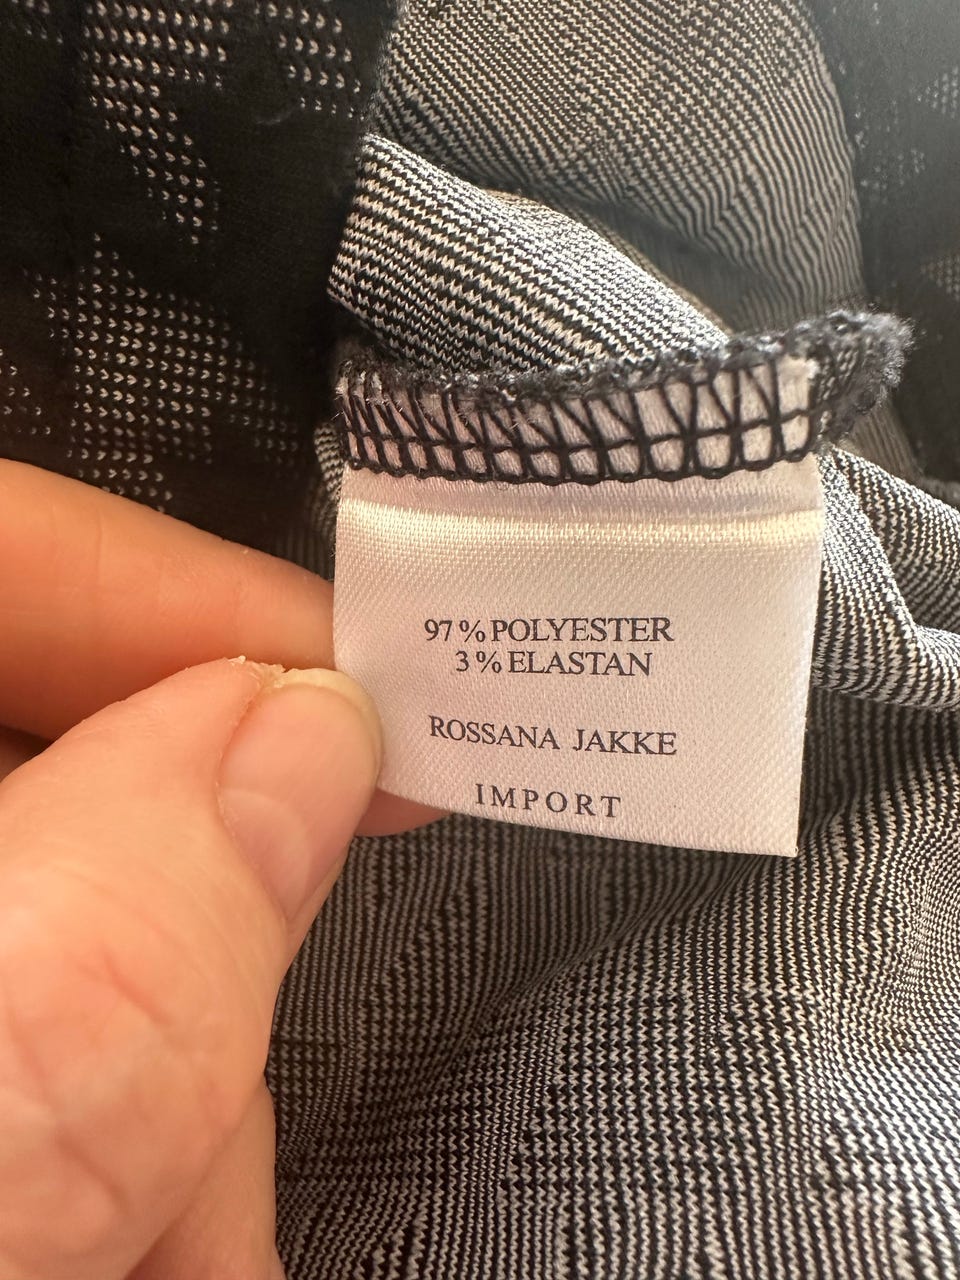 97% POLYESTER
3% ELASTAN
ROSSANA JAKKE
IMPORT